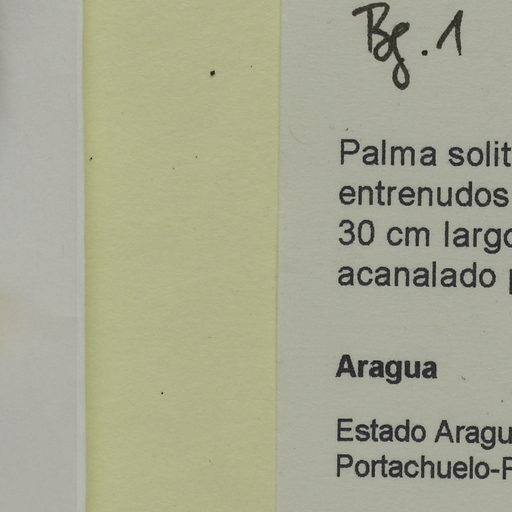 Bg. 1
Palma solit
entrenudos
30 cm largo
acanalado p
Aragua
Estado Aragu
Portachuelo-P